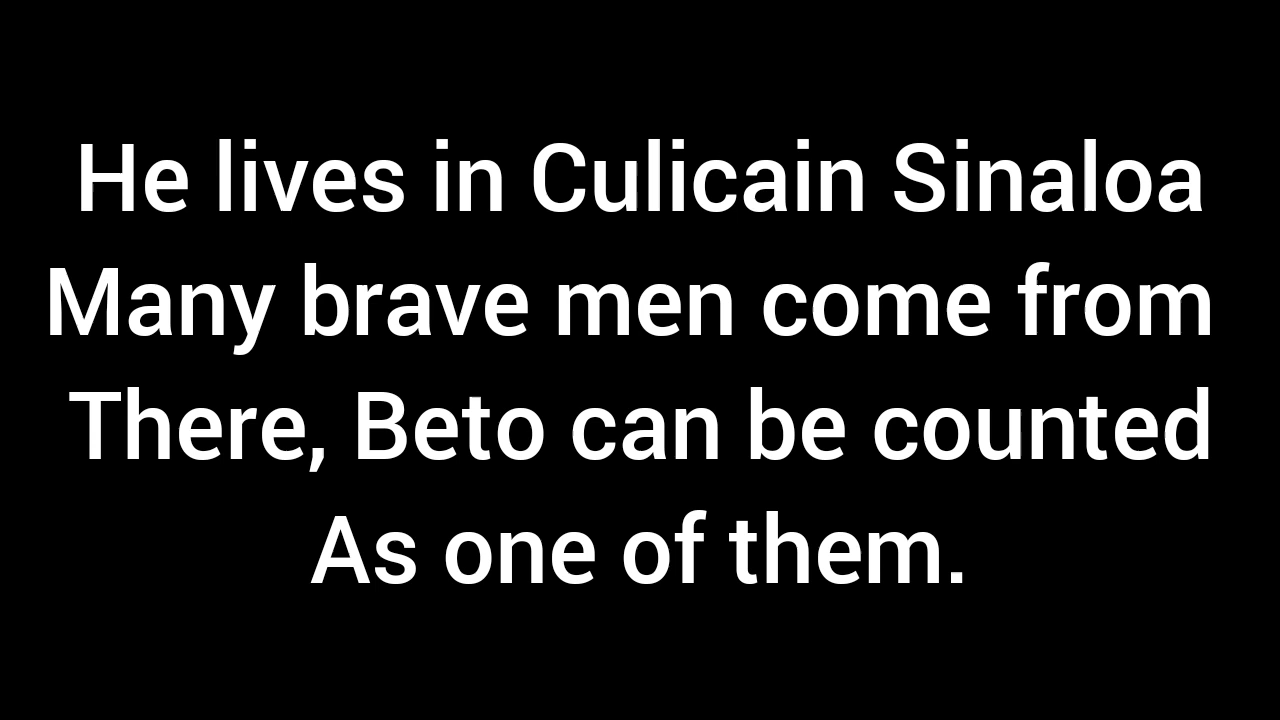 He lives in Culicain Sinaloa
Many brave men come from
There, Beto can be counted
As one of them.